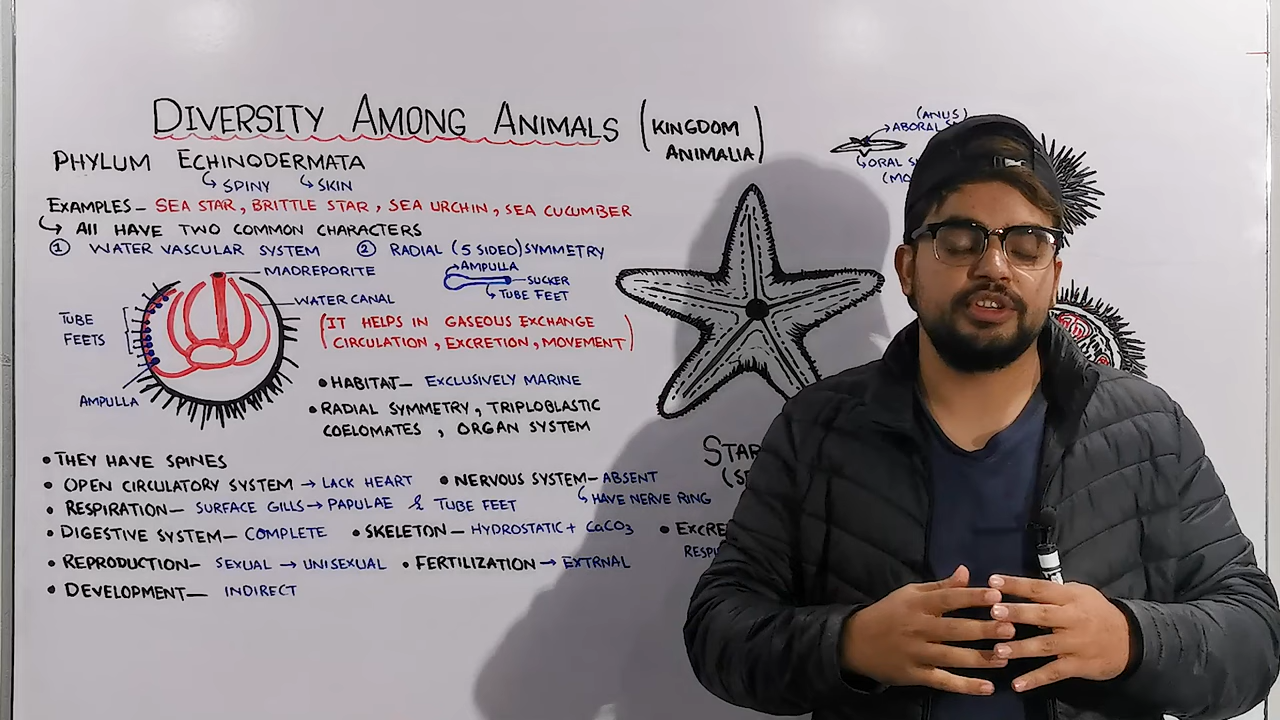 DIVERSITY AMONG ANIMALS (KINGDOM ANIMALIA)
PHYLUM ECHINODERMATA
SPINY SKIN
EXAMPLES - SEA STAR, BRITTLE STAR, SEA URCHIN, SEA CUCUMBER
All HAVE TWO COMMON CHARACTERS
① WATER VASCULAR SYSTEM ② RADIAL (5 SIDED) SYMMETRY
MADREPORITE
WATER CANAL
TUBE FEETS
AMPULLA
AMPULLA
SUCKER
TUBE FEET
(IT HELPS IN GASEOUS EXCHANGE
CIRCULATION, EXCRETION, MOVEMENT)
• HABITAT - EXCLUSIVELY MARINE
• RADIAL SYMMETRY, TRIPLOBLASTIC
COELOMATES, ORGAN SYSTEM
• THEY HAVE SPINES
• OPEN CIRCULATORY SYSTEM → LACK HEART • NERVOUS SYSTEM - ABSENT
HAVE NERVE RING
• RESPIRATION - SURFACE GILLS → PAPULAE & TUBE FEET
• DIGESTIVE SYSTEM - COMPLETE • SKELETON - HYDROSTATIC + CaCO3
• REPRODUCTION - SEXUAL → UNISEXUAL • FERTILIZATION → EXTRNAL
• DEVELOPMENT - INDIRECT
(ANUS)
ABORAL
ORAL